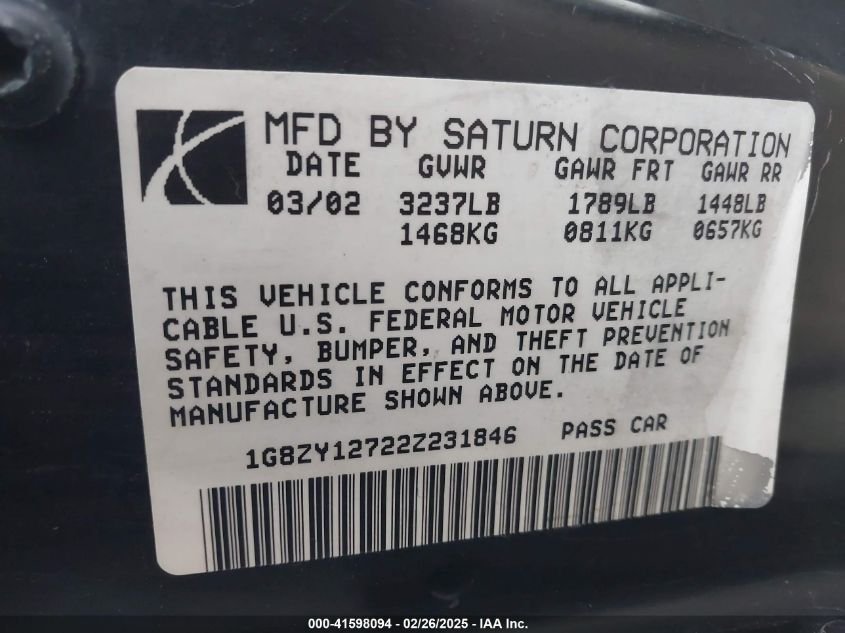 MFD BY SATURN CORPORATION
DATE GVWR GAWR FRT GAWR RR
03/02 3237LB 1789LB 1448LB
1468KG 0811KG 0657KG
THIS VEHICLE CONFORMS TO ALL APPLI-
CABLE U.S. FEDERAL MOTOR VEHICLE
SAFETY, BUMPER, AND THEFT PREVENTION
STANDARDS IN EFFECT ON THE DATE OF
MANUFACTURE SHOWN ABOVE.
1G8ZY12722Z231846 PASS CAR
000-41598094 - 02/26/2025 - IAA Inc.